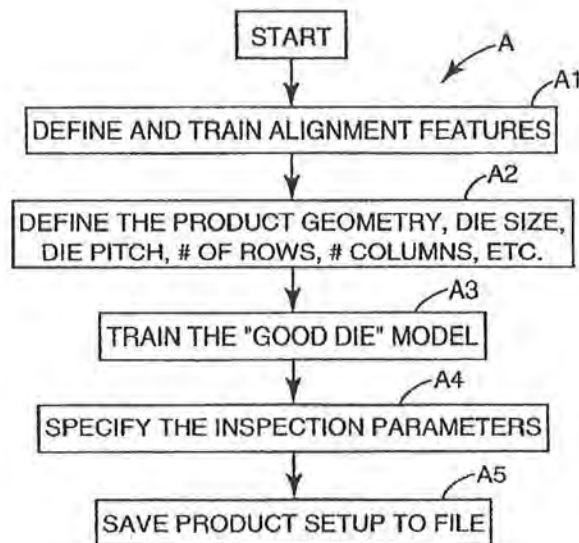 START
A
A1
DEFINE AND TRAIN ALIGNMENT FEATURES
A2
DEFINE THE PRODUCT GEOMETRY, DIE SIZE,
DIE PITCH, # OF ROWS, # COLUMNS, ETC.
A3
TRAIN THE "GOOD DIE" MODEL
A4
SPECIFY THE INSPECTION PARAMETERS
A5
SAVE PRODUCT SETUP TO FILE